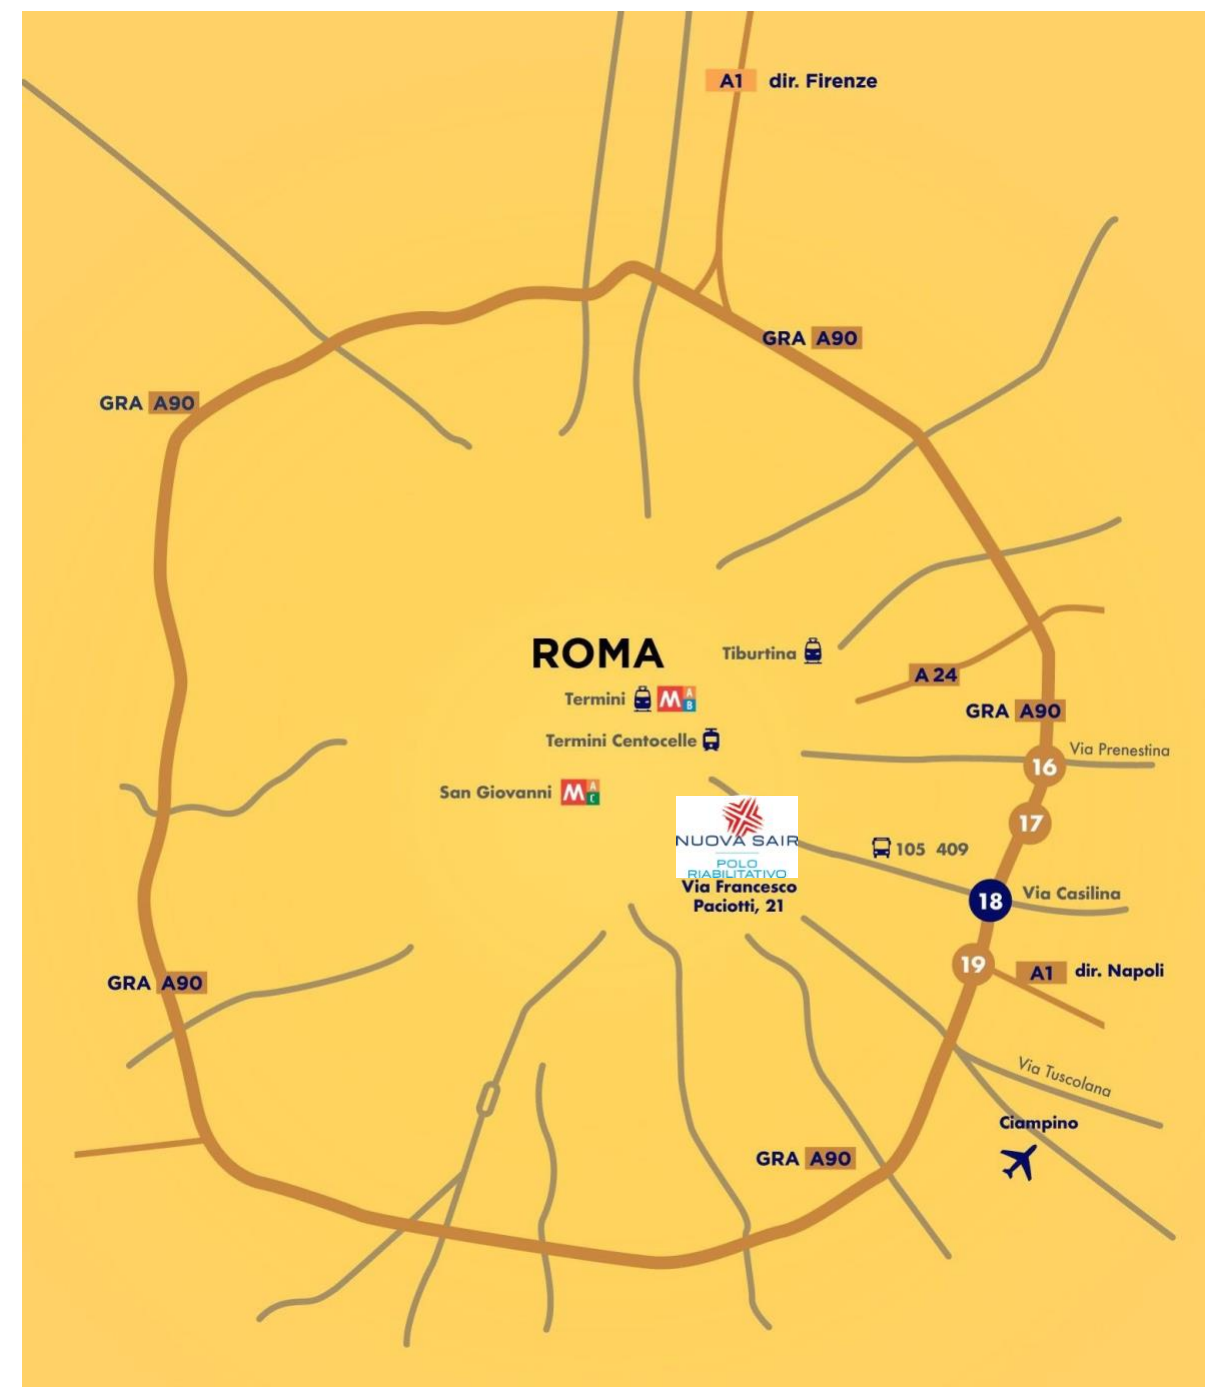 A1 dir. Firenze
GRA A90
GRA A90
ROMA
Tiburtina
Termini M A B
A 24
GRA A90
Termini Centocelle
Via Prenestina
16
San Giovanni M A C
17
NUOVA SAIR
POLO
RIABILITATIVO
Via Francesco
Paciotti, 21
105 409
18
Via Casilina
19
A1 dir. Napoli
GRA A90
Via Tuscolana
Ciampino
GRA A90